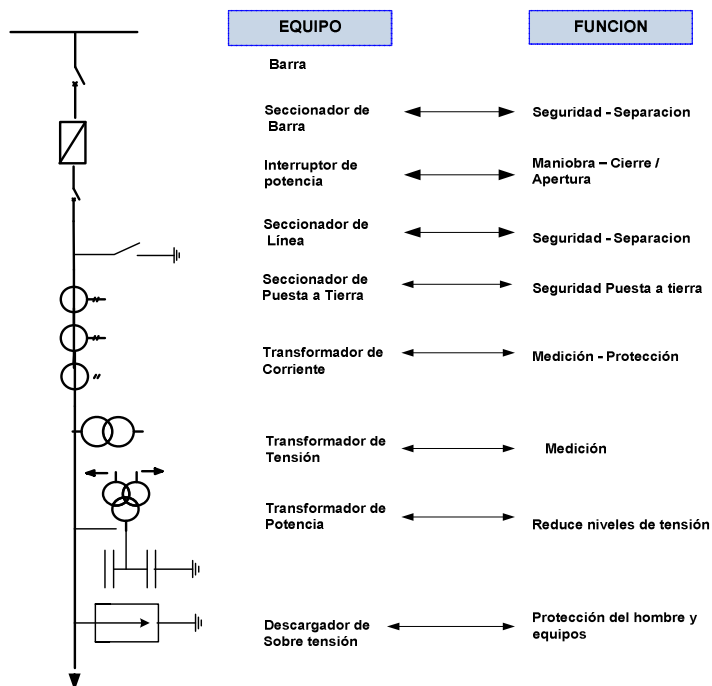 EQUIPO
FUNCION
Barra
Seccionador de
Barra
Seguridad - Separacion
Interruptor de
potencia
Maniobra – Cierre /
Apertura
Seccionador de
Línea
Seguridad - Separacion
Seccionador de
Puesta a Tierra
Seguridad Puesta a tierra
Transformador de
Corriente
Medición - Protección
Transformador de
Tensión
Medición
Transformador de
Potencia
Reduce niveles de tensión
Descargador de
Sobre tensión
Protección del hombre y
equipos